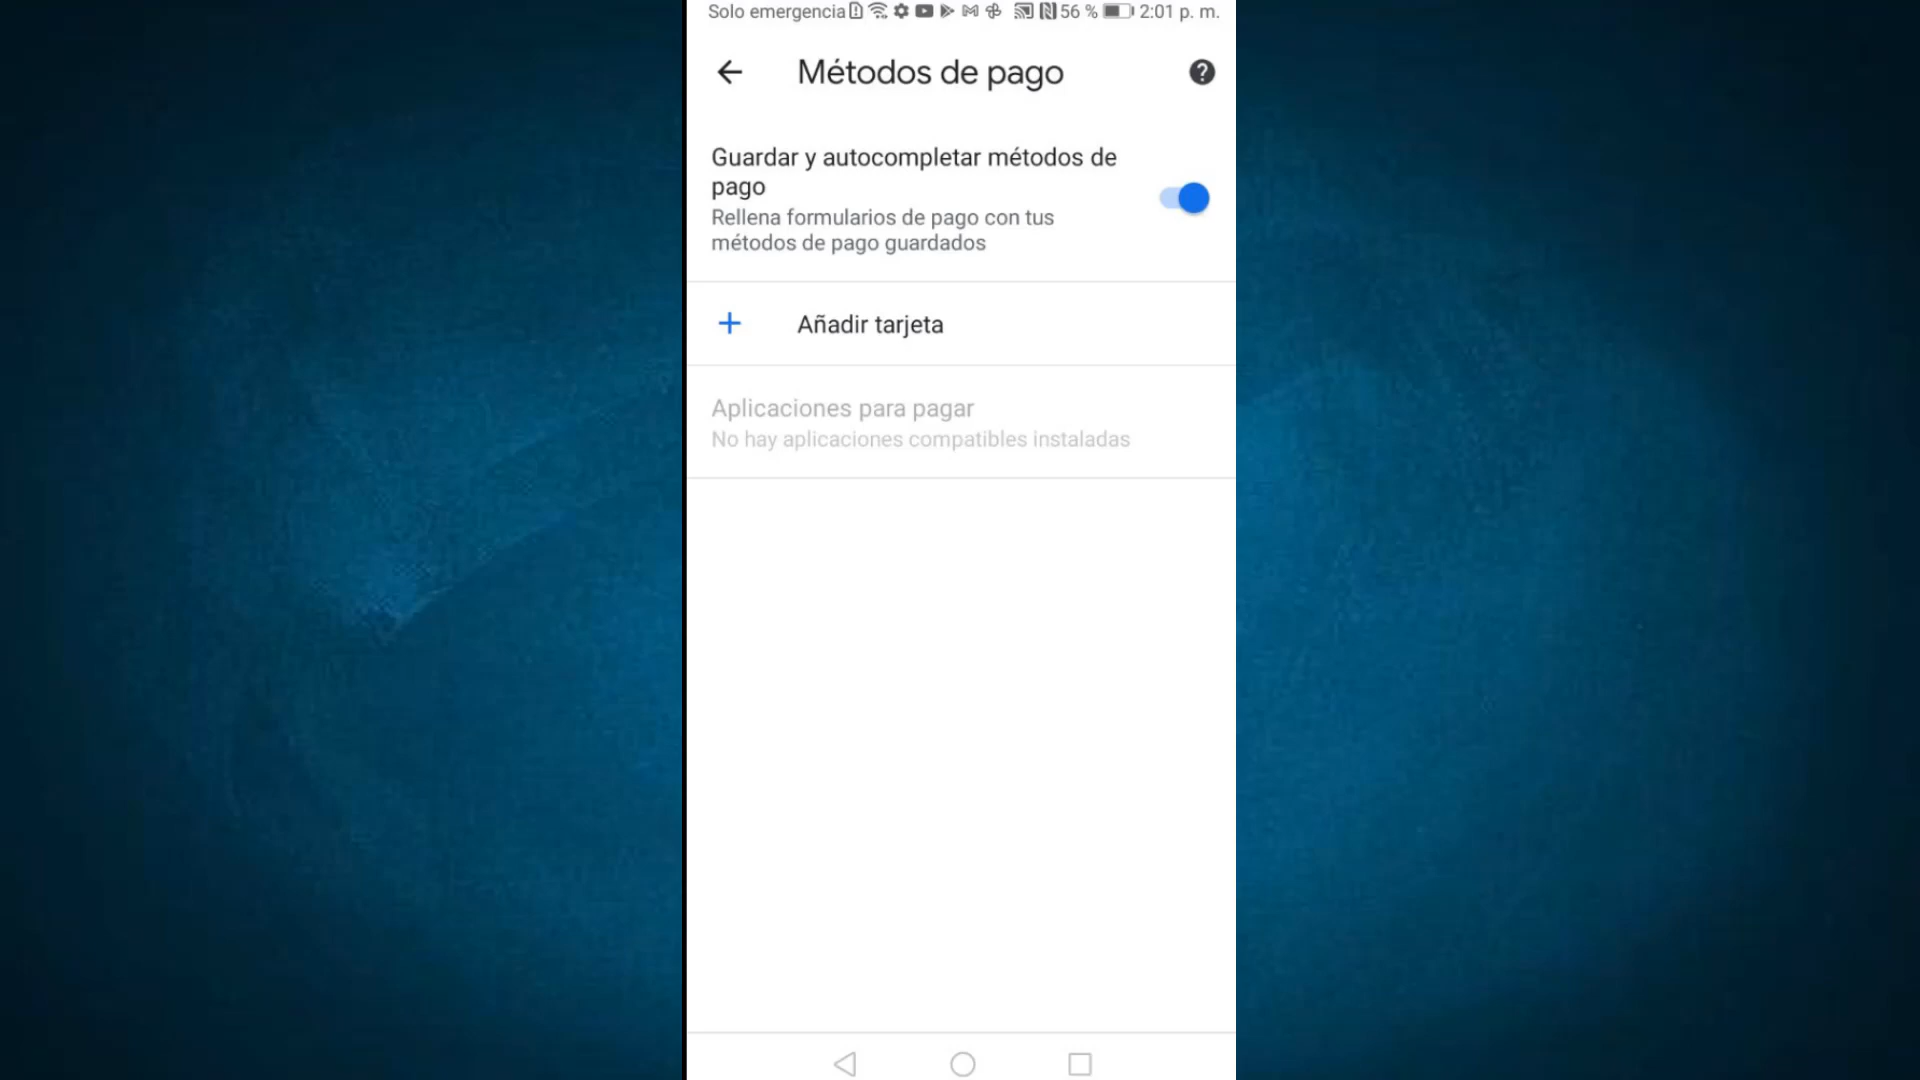 Solo emergencia 56 % 2:01 p. m.
Métodos de pago
Guardar y autocompletar métodos de
pago
Rellena formularios de pago con tus
métodos de pago guardados
Añadir tarjeta
Aplicaciones para pagar
No hay aplicaciones compatibles instaladas